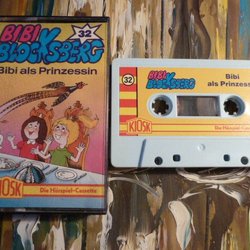 BIBI
BLOCKSBERG
32
Bibi als Prinzessin
KIOSK
Die Hörspiel-Cassette
32
BIBI
BLOCKSBERG
Bibi
als Prinzessin
KIOSK
Die Hörspiel-Cassette